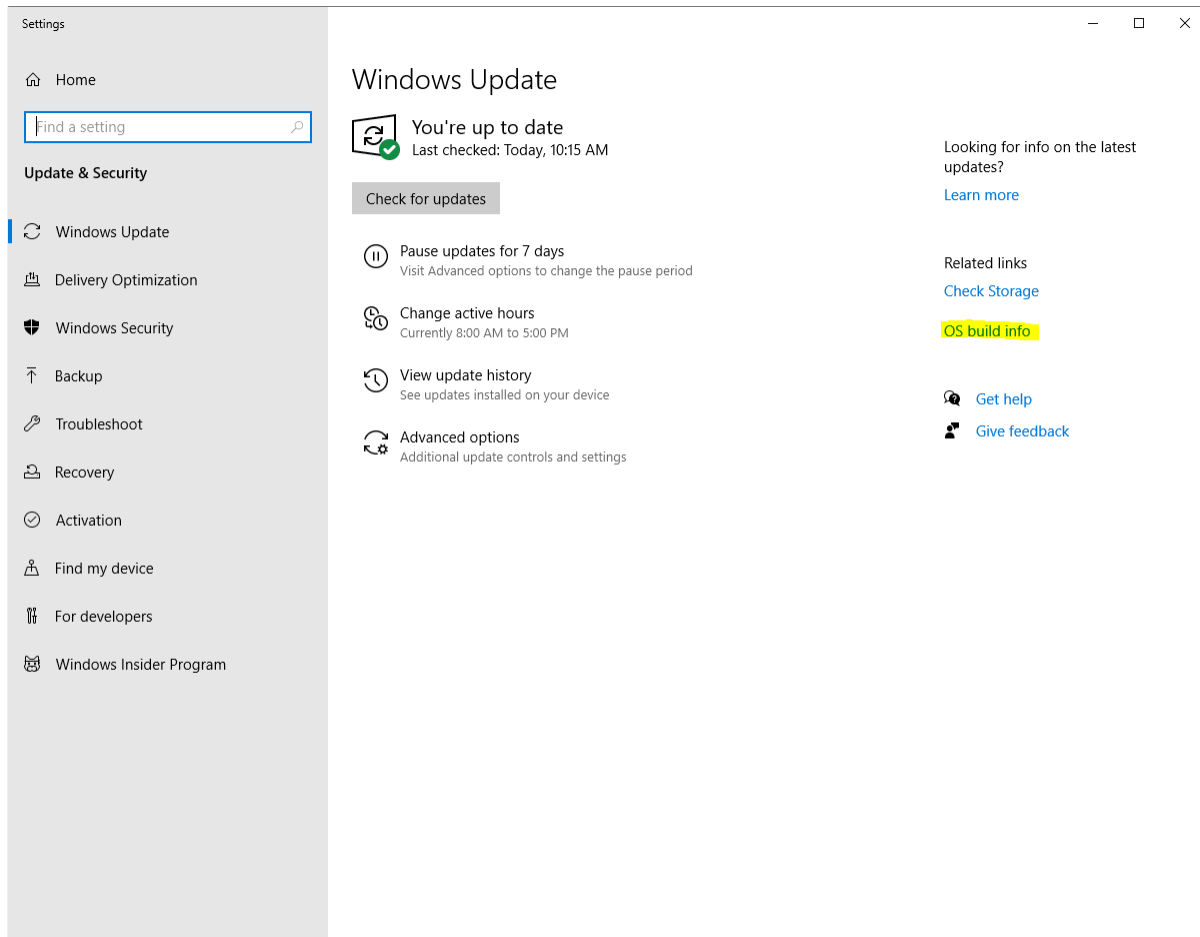 Settings
Home
Find a setting
Update & Security
Windows Update
Delivery Optimization
Windows Security
Backup
Troubleshoot
Recovery
Activation
Find my device
For developers
Windows Insider Program
Windows Update
You're up to date
Last checked: Today, 10:15 AM
Check for updates
Pause updates for 7 days
Visit Advanced options to change the pause period
Change active hours
Currently 8:00 AM to 5:00 PM
View update history
See updates installed on your device
Advanced options
Additional update controls and settings
Looking for info on the latest
updates?
Learn more
Related links
Check Storage
OS build info
Get help
Give feedback